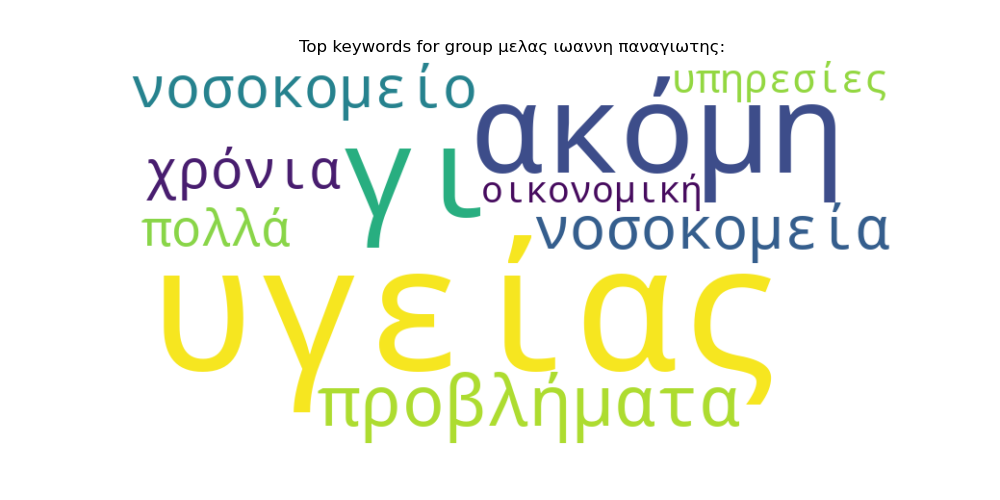 Top keywords for group μελας ιωαννη παναγιωτης:
νοσοκομείο
υπηρεσίες
ακόμη
χρόνια
γι
οικονομική
πολλά
νοσοκομεία
υγείας
προβλήματα